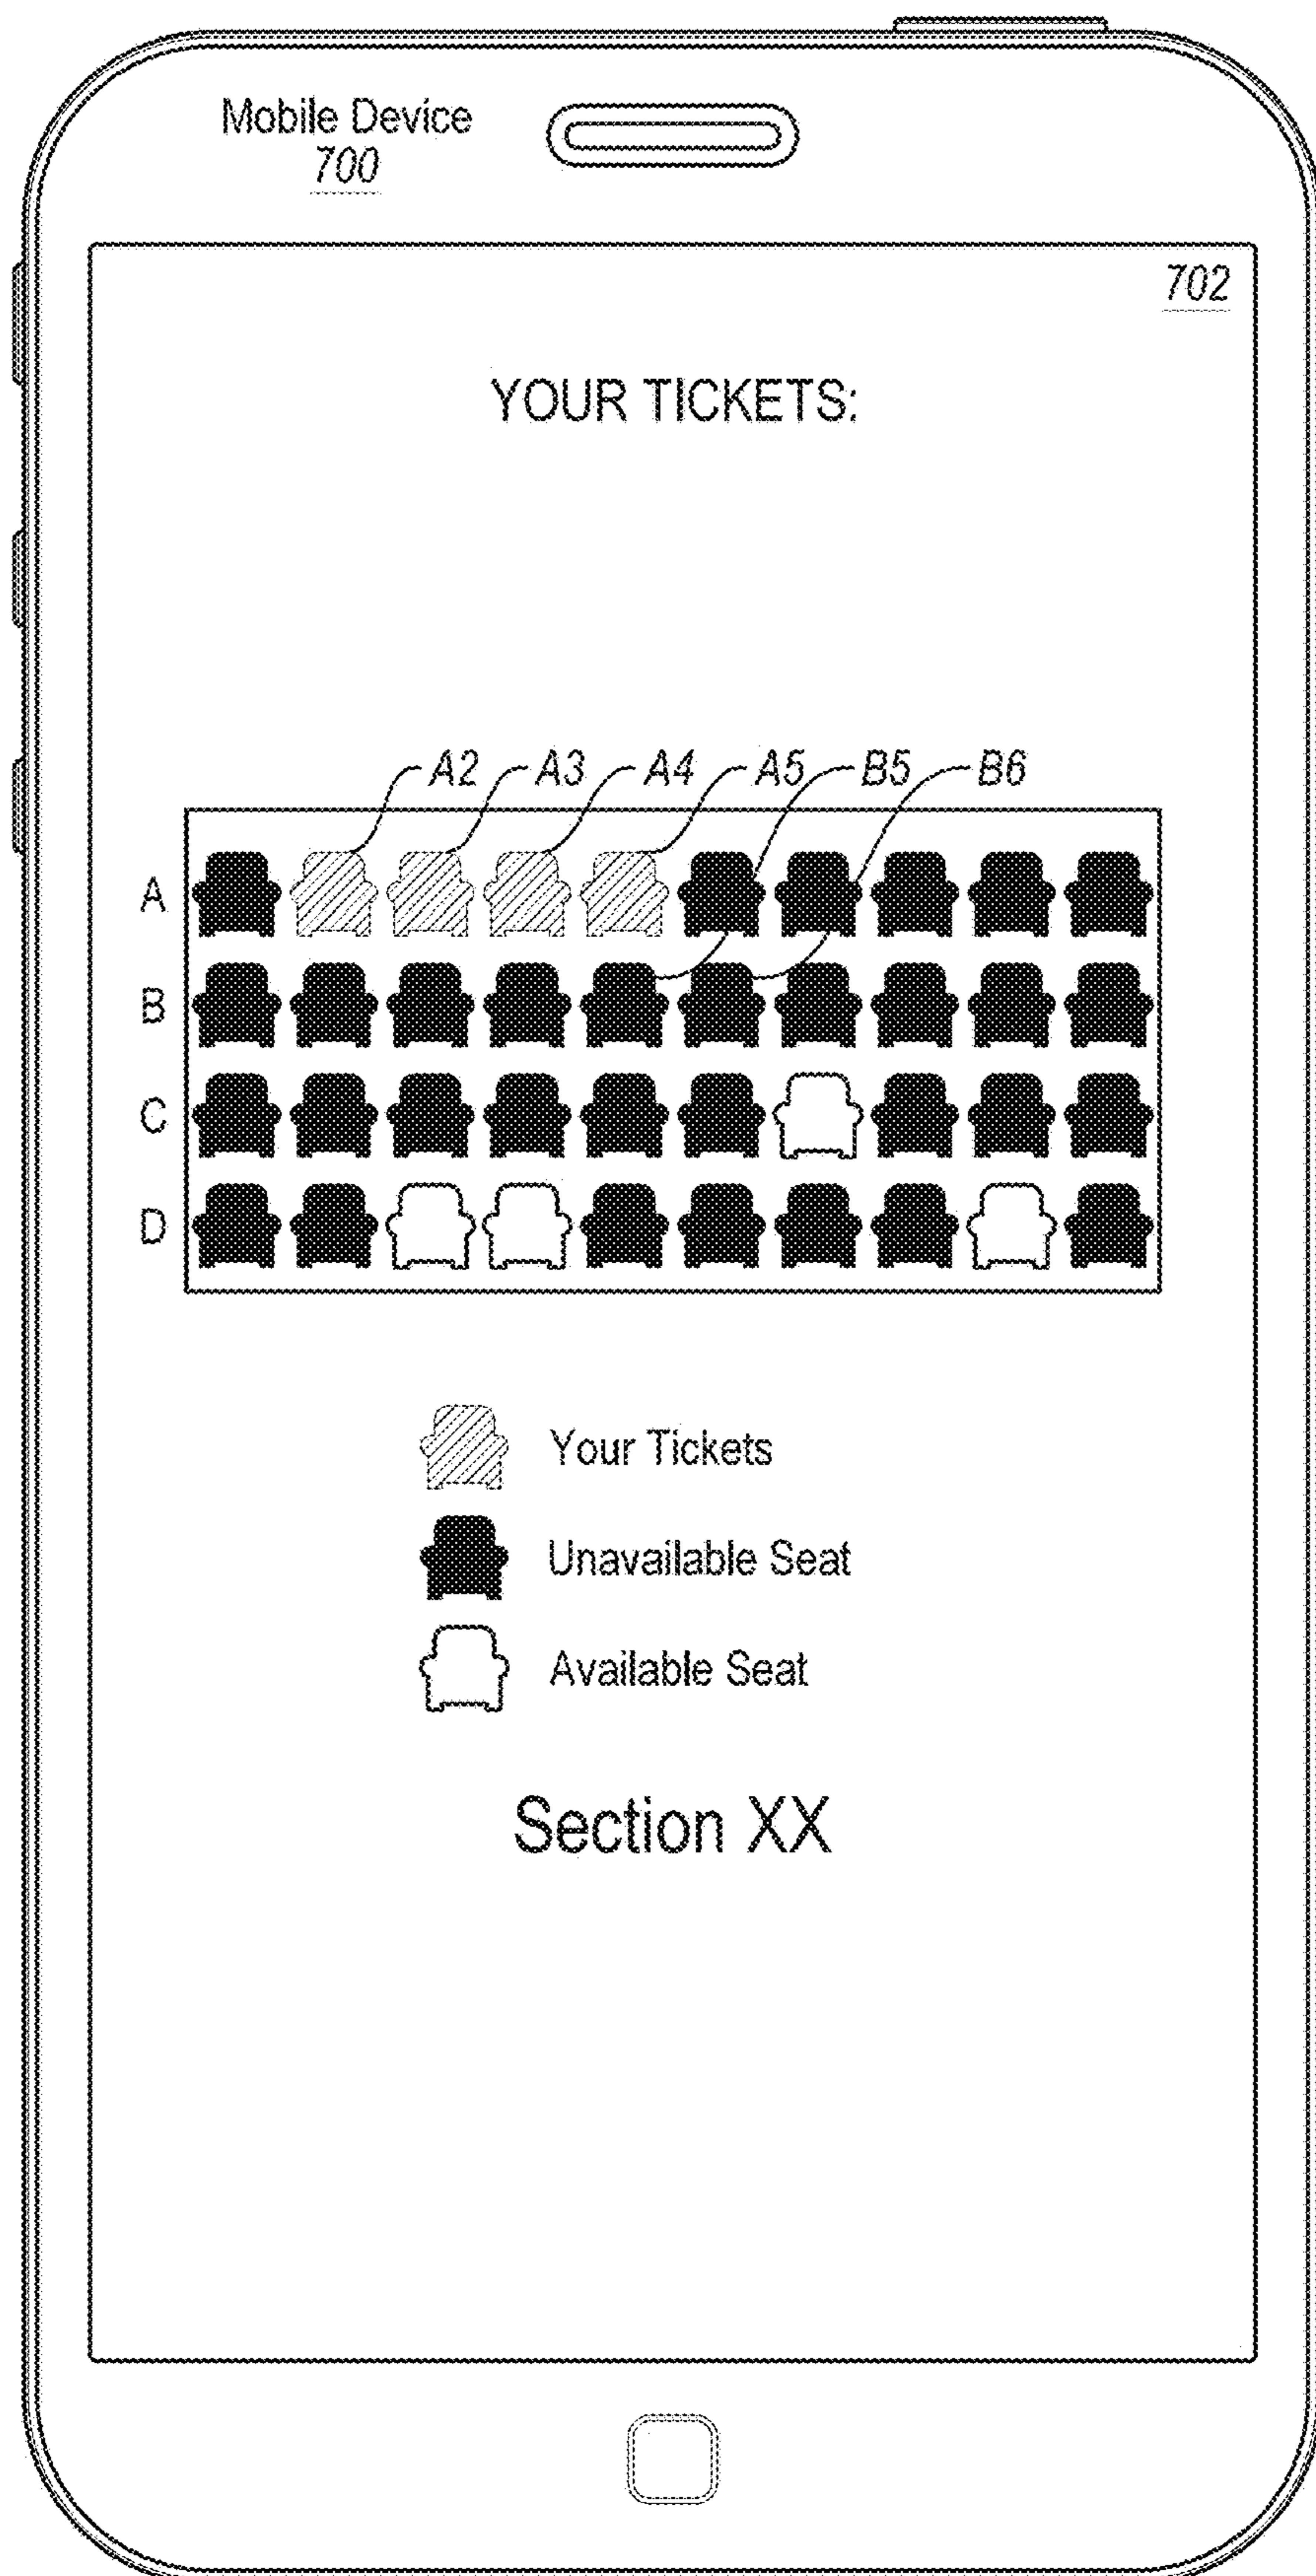 Mobile Device
700
702
YOUR TICKETS:
A2 A3 A4 A5 B5 B6
A
B
C
D
Your Tickets
Unavailable Seat
Available Seat
Section XX